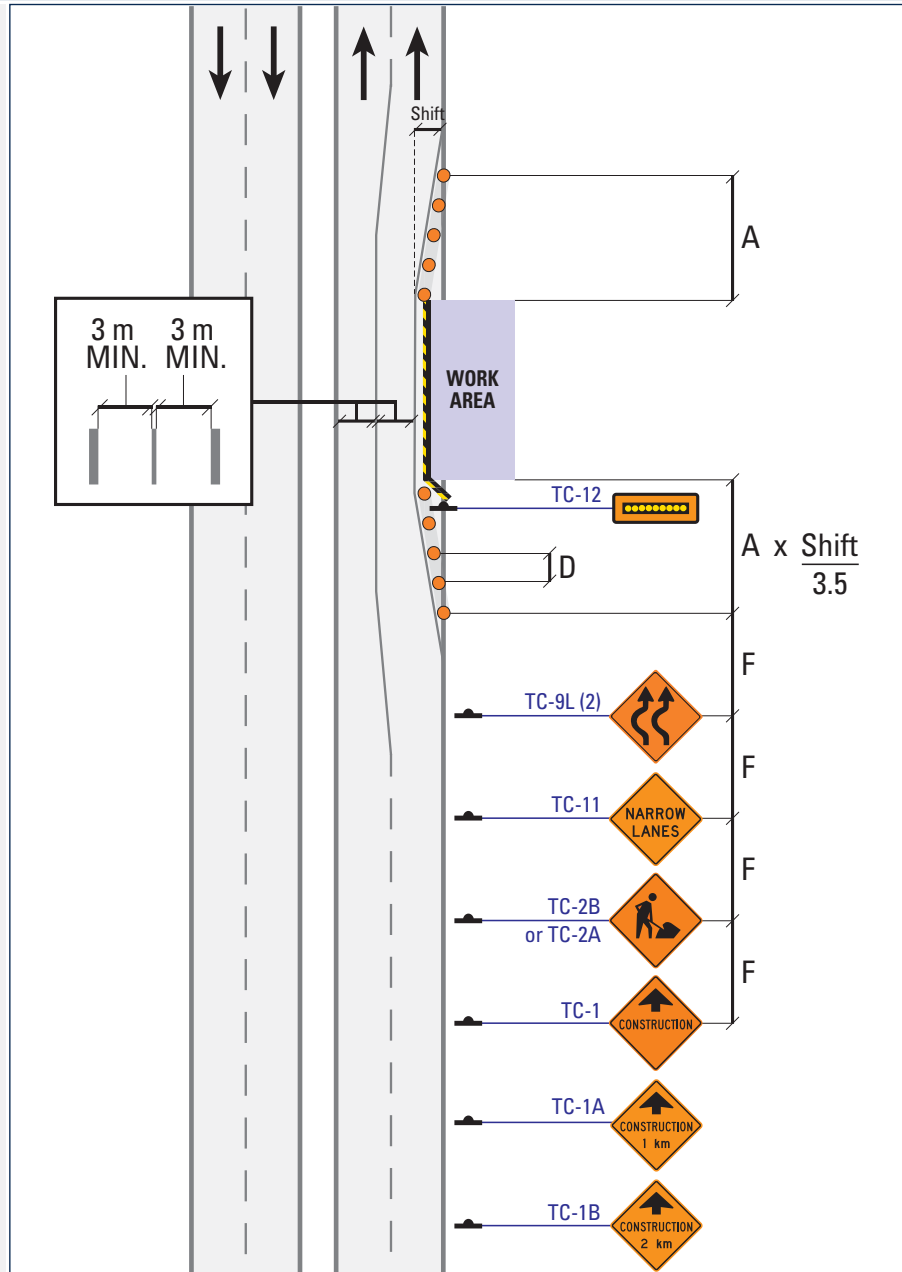 Shift
A
3 m 3 m
MIN. MIN.
WORK
AREA
TC-12
A x Shift
3.5
D
F
TC-9L (2)
F
TC-11
NARROW
LANES
F
TC-2B
or TC-2A
F
TC-1
CONSTRUCTION
TC-1A
CONSTRUCTION
1 km
TC-1B
CONSTRUCTION
2 km